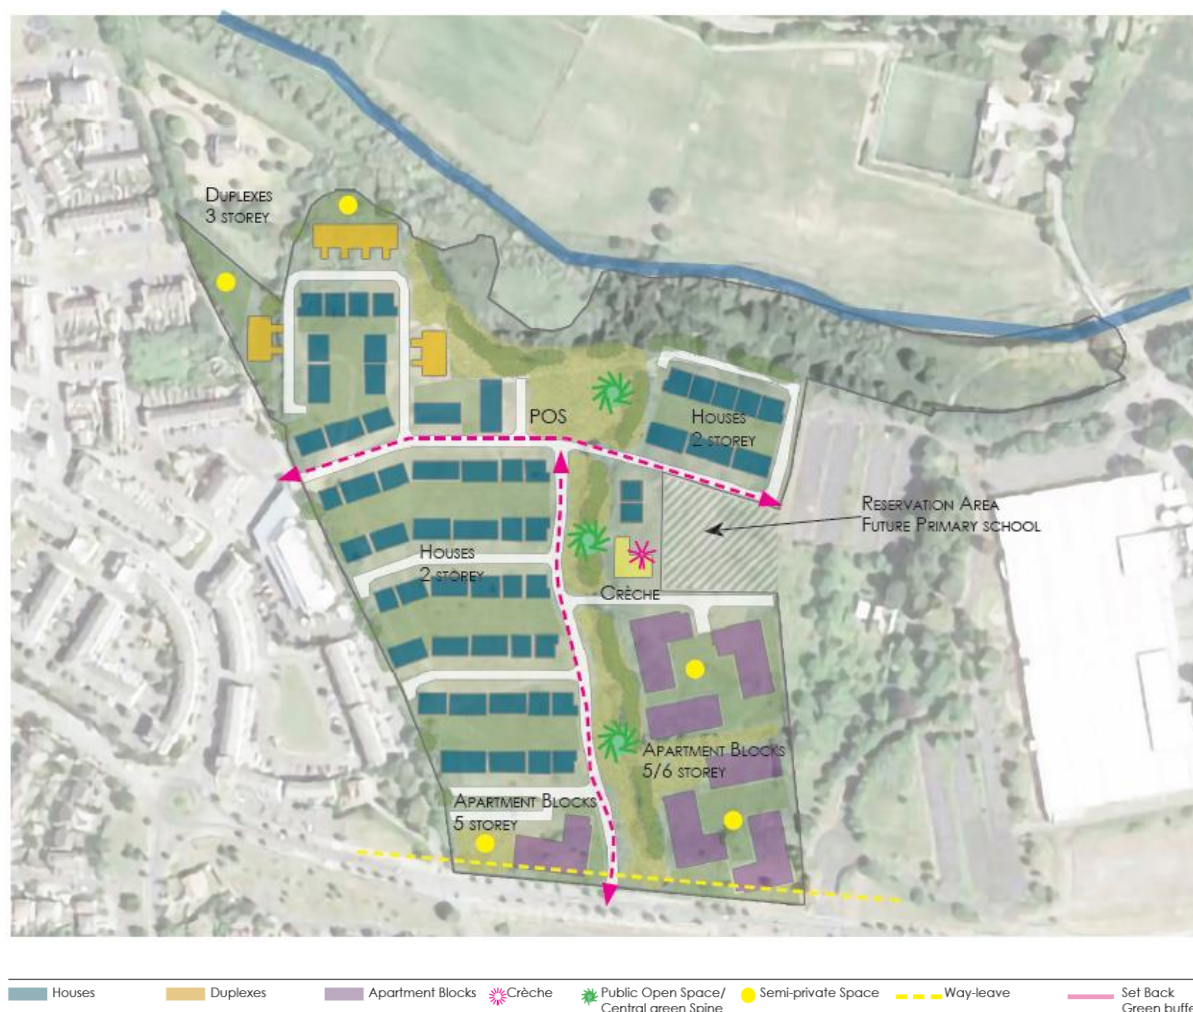 Duplexes
3 storey
POS
Houses
2 storey
Reservation Area
Future Primary school
Houses
2 storey
Crèche
Apartment Blocks
5/6 storey
Apartment Blocks
5 storey
Houses
Duplexes
Apartment Blocks
Crèche
Public Open Space/
Central green Spine
Semi-private Space
Way-leave
Set Back
Green buffe